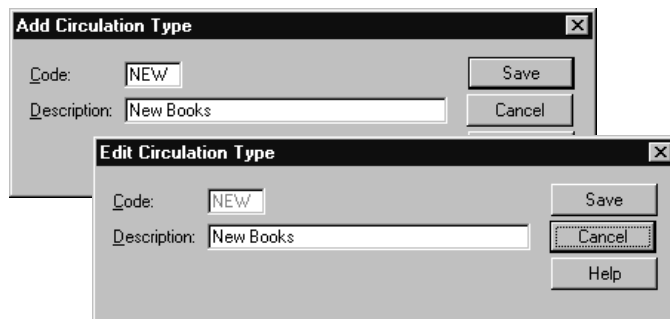 Add Circulation Type
Code: NEW Save
Description: New Books Cancel
Edit Circulation Type
Code: NEW Save
Description: New Books Cancel
Help